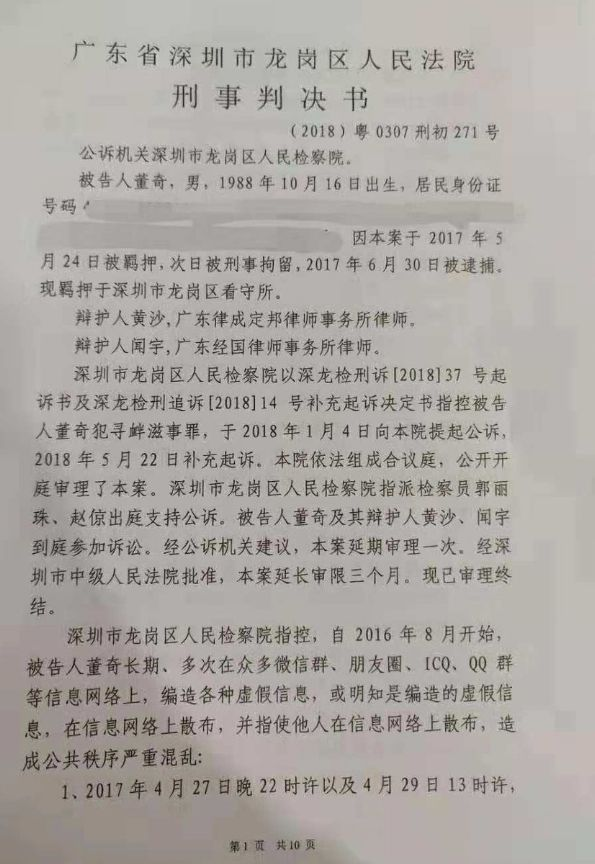 广东省深圳市龙岗区人民法院
刑事判决书
（2018）粤 0307 刑初 271 号
公诉机关深圳市龙岗区人民检察院。
被告人董奇，男，1988 年 10 月 16 日出生，居民身份证
号码
因本案于 2017 年 5
月 24 日被羁押，次日被刑事拘留，2017 年 6 月 30 日被逮捕。
现羁押于深圳市龙岗区看守所。
辩护人黄沙,广东律成定邦律师事务所律师。
辩护人闻宇,广东经国律师事务所律师。
深圳市龙岗区人民检察院以深龙检刑诉[2018]37 号起
诉书及深龙检刑追诉[2018]14 号补充起诉决定书指控被告
人董奇犯寻衅滋事罪，于 2018 年 1 月 4 日向本院提起公诉，
2018 年 5 月 22 日补充起诉。本院依法组成合议庭，公开开
庭审理了本案。深圳市龙岗区人民检察院指派检察员郭丽
珠、赵倞出庭支持公诉。被告人董奇及其辩护人黄沙、闻宇
到庭参加诉讼。经公诉机关建议，本案延期审理一次。经深
圳市中级人民法院批准，本案延长审限三个月。现已审理终
结。
深圳市龙岗区人民检察院指控，自 2016 年 8 月开始，
被告人董奇长期、多次在众多微信群、朋友圈、ICQ、QQ 群
等信息网络上，编造各种虚假信息，或明知是编造的虚假信
息，在信息网络上散布，并指使他人在信息网络上散布，造
成公共秩序严重混乱:
1、2017 年 4 月 27 日晚 22 时许以及 4 月 29 日 13 时许，
第 1 页 共 10 页